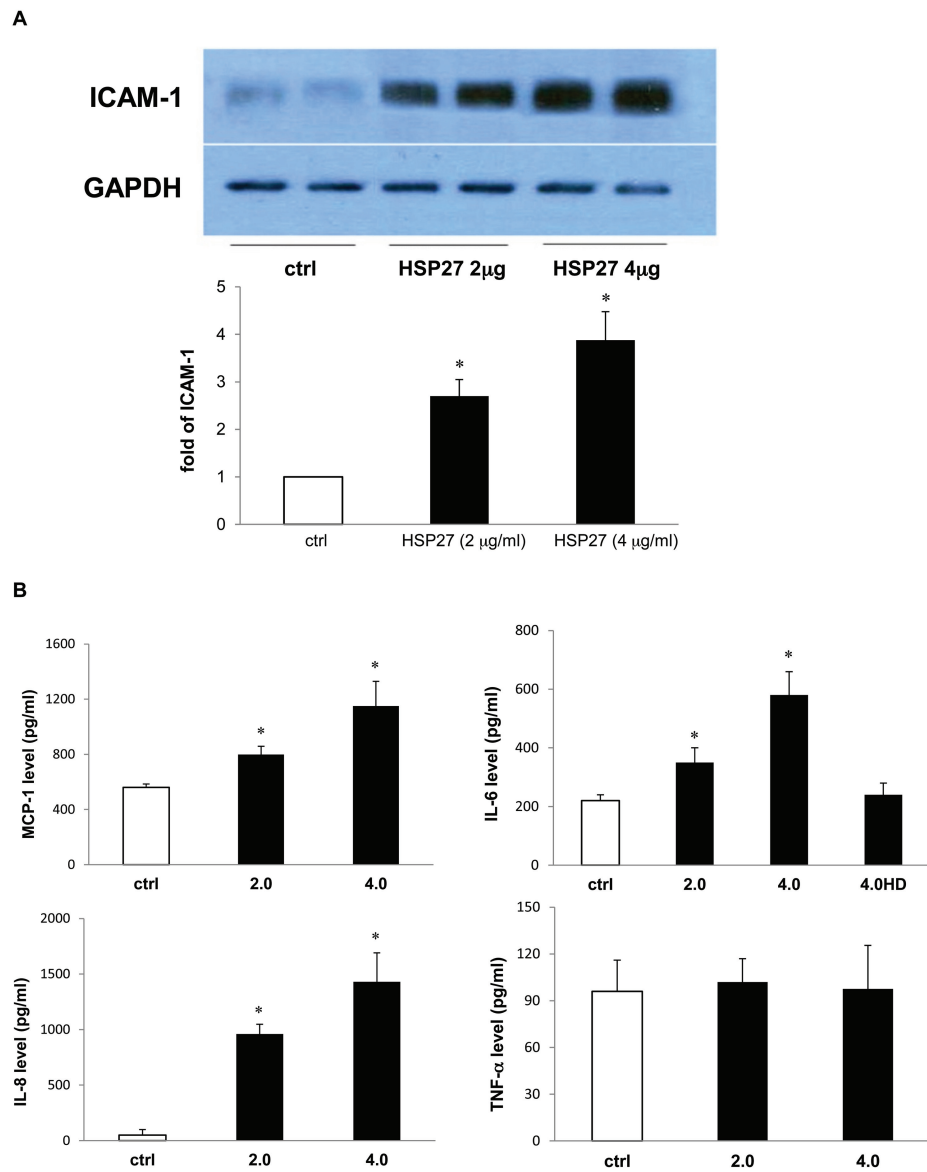 A
ICAM-1
GAPDH
ctrl HSP27 2μg HSP27 4μg
fold of ICAM-1
5
4
3
2
1
0
* *
ctrl HSP27 (2 μg/ml) HSP27 (4 μg/ml)
B
MCP-1 level (pg/ml)
1600
1200
800
400
0
* *
ctrl 2.0 4.0
IL-6 level (pg/ml)
800
600
400
200
0
* *
ctrl 2.0 4.0 4.0HD
IL-8 level (pg/ml)
2000
1500
1000
500
0
* *
ctrl 2.0 4.0
TNF-α level (pg/ml)
150
120
90
60
30
0
ctrl 2.0 4.0